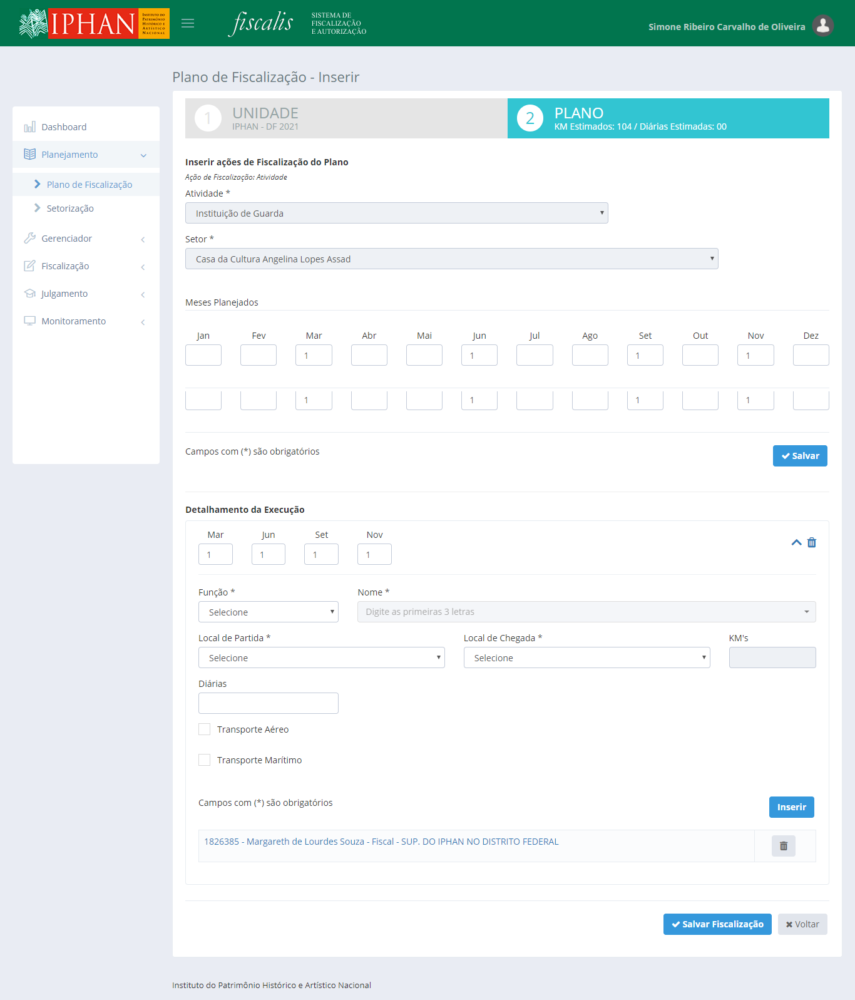 IPHAN
INSTITUTO DO
PATRIMÔNIO
HISTÓRICO E
ARTÍSTICO
NACIONAL
fiscalis
SISTEMA DE
FISCALIZAÇÃO
E AUTORIZAÇÃO
Simone Ribeiro Carvalho de Oliveira
Plano de Fiscalização - Inserir
Dashboard
Planejamento
Plano de Fiscalização
Setorização
Gerenciador
Fiscalização
Julgamento
Monitoramento
1 UNIDADE
IPHAN - DF 2021
2 PLANO
KM Estimados: 104 / Diárias Estimadas: 00
Inserir ações de Fiscalização do Plano
Ação de Fiscalização: Atividade
Atividade *
Instituição de Guarda
Setor *
Casa da Cultura Angelina Lopes Assad
Meses Planejados
Jan Fev Mar Abr Mai Jun Jul Ago Set Out Nov Dez
1 1 1 1
1 1 1 1
Campos com (*) são obrigatórios
Salvar
Detalhamento da Execução
Mar Jun Set Nov
1 1 1 1
Função * Nome *
Selecione Digite as primeiras 3 letras
Local de Partida * Local de Chegada * KM's
Selecione Selecione
Diárias
Transporte Aéreo
Transporte Marítimo
Campos com (*) são obrigatórios
Inserir
1826385 - Margareth de Lourdes Souza - Fiscal - SUP. DO IPHAN NO DISTRITO FEDERAL
Salvar Fiscalização Voltar
Instituto do Patrimônio Histórico e Artístico Nacional